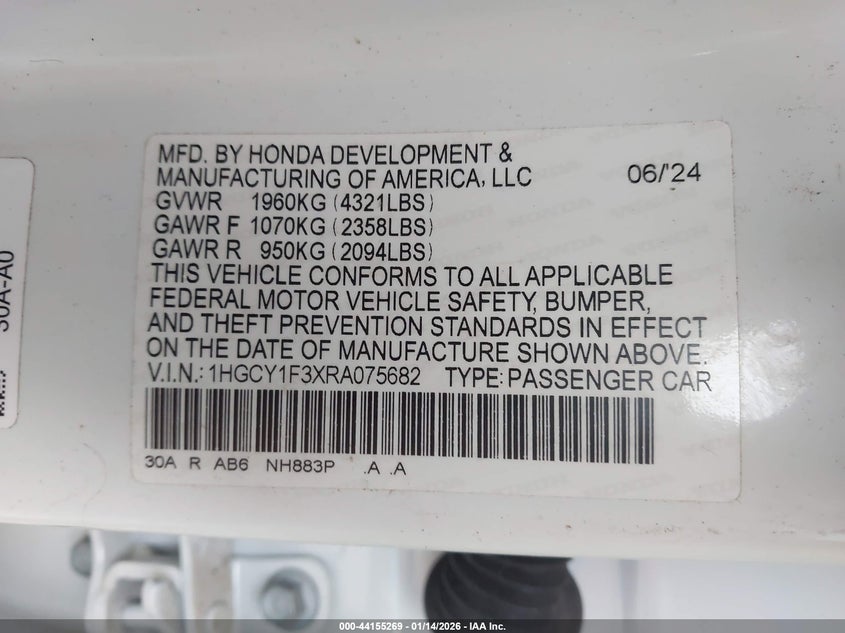 MFD. BY HONDA DEVELOPMENT &
MANUFACTURING OF AMERICA, LLC 06/'24
GVWR 1960KG (4321LBS)
GAWR F 1070KG (2358LBS)
GAWR R 950KG (2094LBS)
THIS VEHICLE CONFORMS TO ALL APPLICABLE
FEDERAL MOTOR VEHICLE SAFETY, BUMPER,
AND THEFT PREVENTION STANDARDS IN EFFECT
ON THE DATE OF MANUFACTURE SHOWN ABOVE.
V.I.N.: 1HGCY1F3XRA075682 TYPE: PASSENGER CAR
30A R AB6 NH883P .A .A
30A-A0
000-44155269 - 01/14/2026 - IAA Inc.